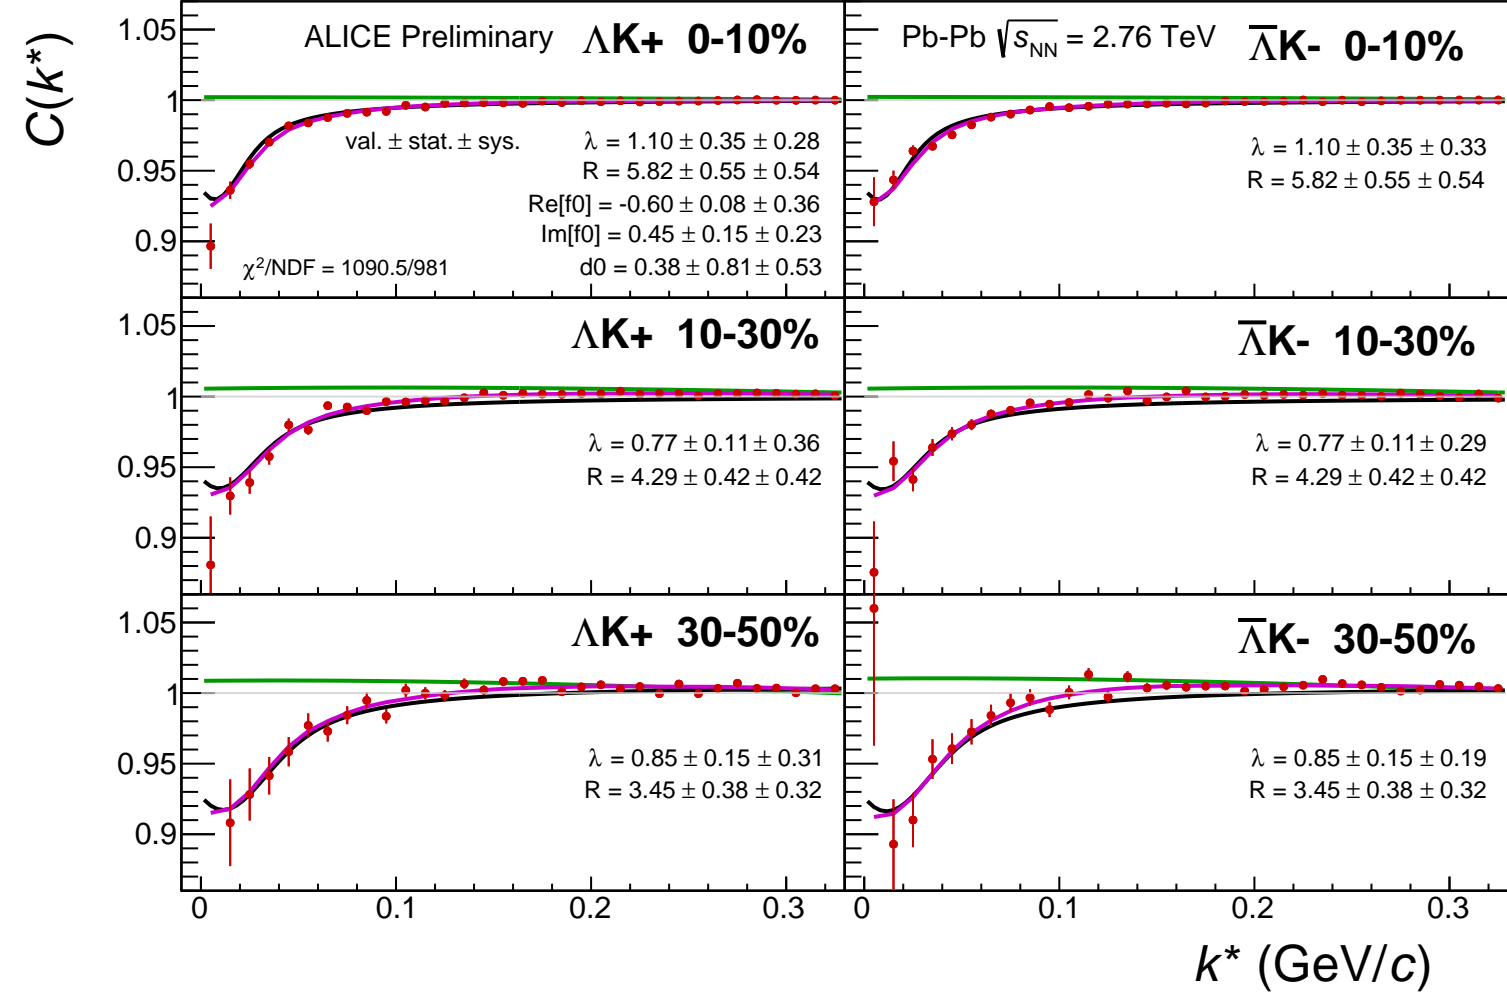 C(k*)
ALICE Preliminary ΛK+ 0-10%
val. ± stat. ± sys.
λ = 1.10 ± 0.35 ± 0.28
R = 5.82 ± 0.55 ± 0.54
Re[f0] = -0.60 ± 0.08 ± 0.36
Im[f0] = 0.45 ± 0.15 ± 0.23
χ²/NDF = 1090.5/981
d0 = 0.38 ± 0.81 ± 0.53
1.05
1
0.95
0.9
Pb-Pb √sNN = 2.76 TeV Λ̅K- 0-10%
λ = 1.10 ± 0.35 ± 0.33
R = 5.82 ± 0.55 ± 0.54
ΛK+ 10-30%
λ = 0.77 ± 0.11 ± 0.36
R = 4.29 ± 0.42 ± 0.42
1.05
1
0.95
0.9
Λ̅K- 10-30%
λ = 0.77 ± 0.11 ± 0.29
R = 4.29 ± 0.42 ± 0.42
ΛK+ 30-50%
λ = 0.85 ± 0.15 ± 0.31
R = 3.45 ± 0.38 ± 0.32
1.05
1
0.95
0.9
Λ̅K- 30-50%
λ = 0.85 ± 0.15 ± 0.19
R = 3.45 ± 0.38 ± 0.32
0 0.1 0.2 0.3
0 0.1 0.2 0.3
k* (GeV/c)